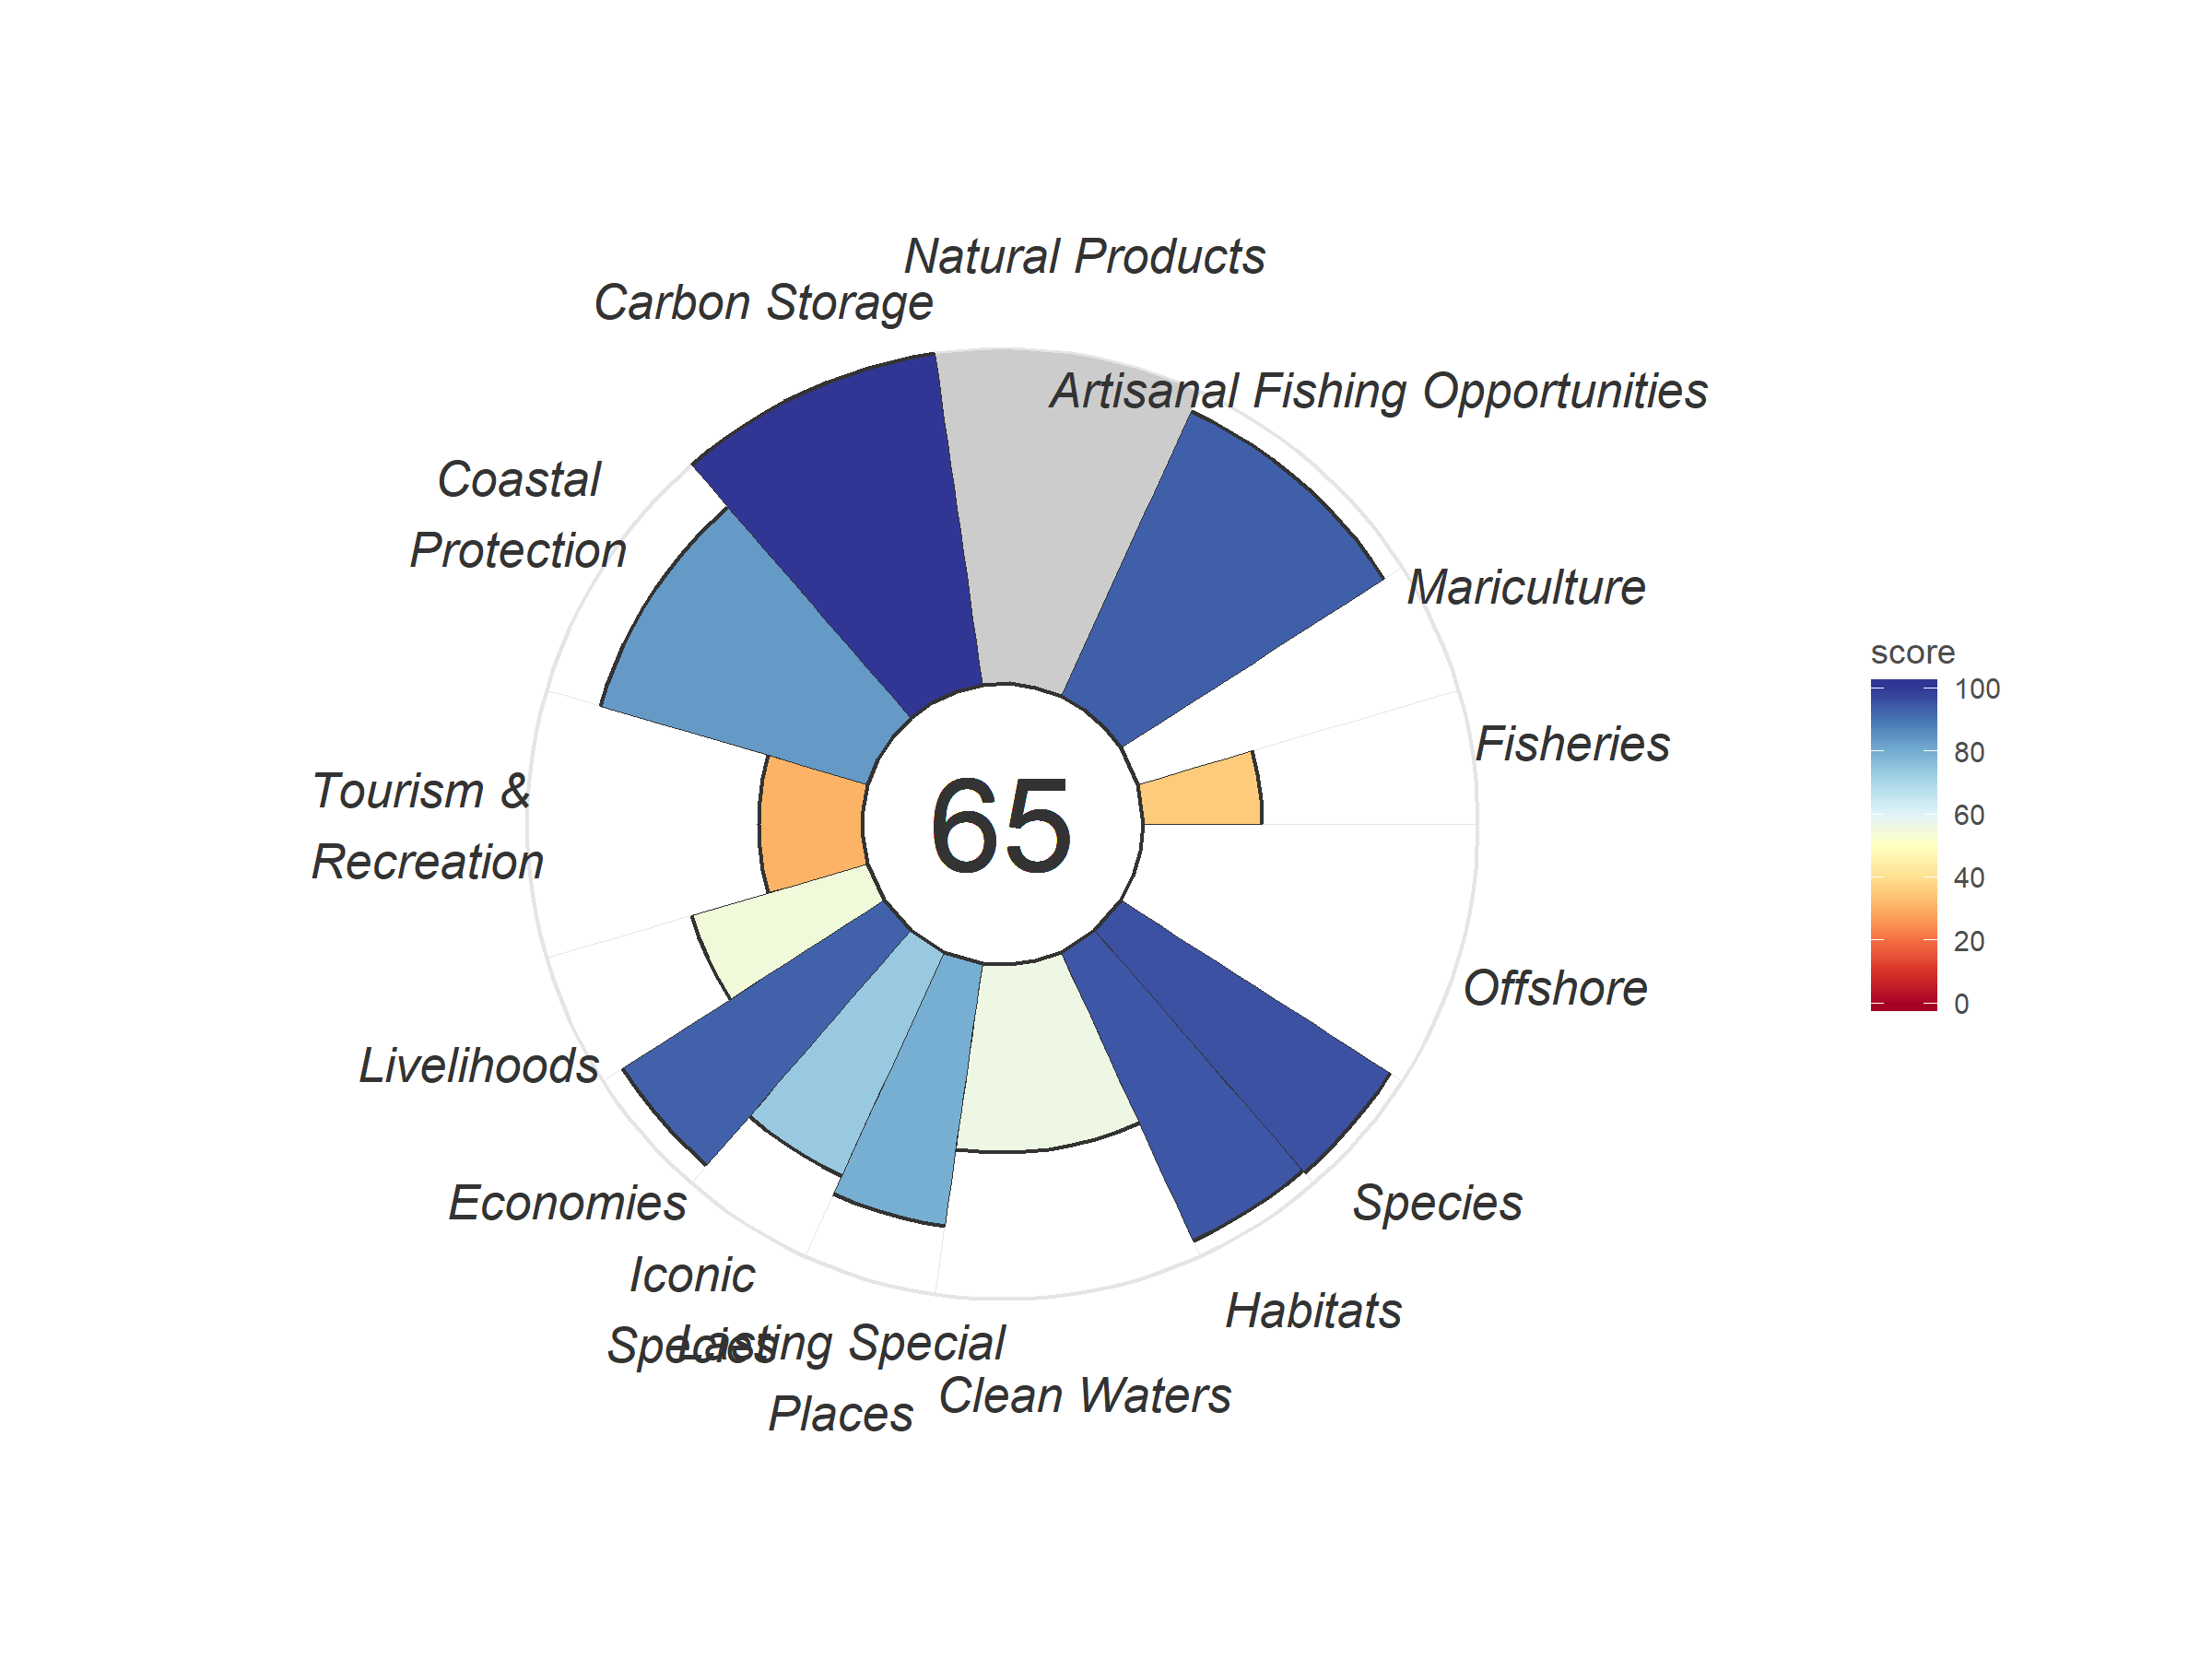 Natural Products
Carbon Storage
Artisanal Fishing Opportunities
Coastal
Protection
Mariculture
score
100
80
60
40
20
0
Fisheries
Tourism &
Recreation
65
Offshore
Livelihoods
Economies
Species
Iconic
Species
Habitats
Lasting Special
Places
Clean Waters